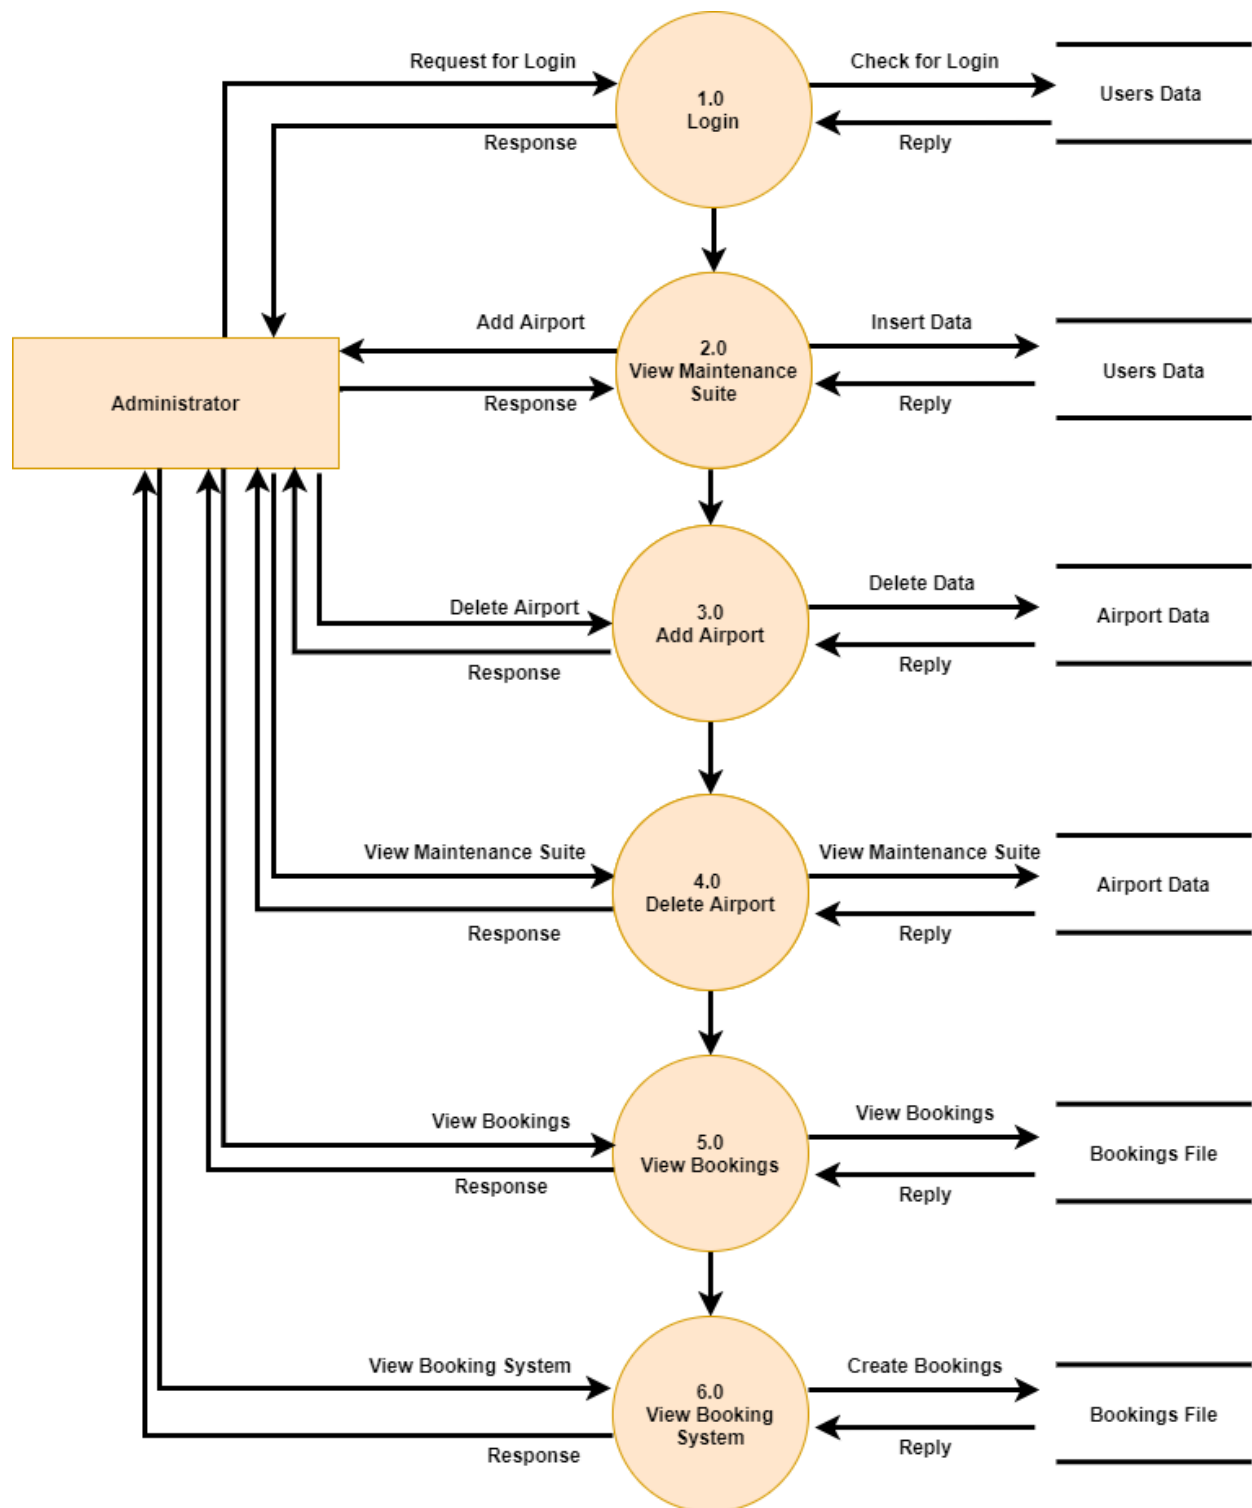 Request for Login
Check for Login
1.0
Login
Users Data
Response
Reply
Add Airport
Insert Data
2.0
View Maintenance
Suite
Users Data
Administrator
Response
Reply
Delete Airport
Delete Data
3.0
Add Airport
Airport Data
Response
Reply
View Maintenance Suite
View Maintenance Suite
4.0
Delete Airport
Airport Data
Response
Reply
View Bookings
View Bookings
5.0
View Bookings
Bookings File
Response
Reply
View Booking System
Create Bookings
6.0
View Booking
System
Bookings File
Response
Reply